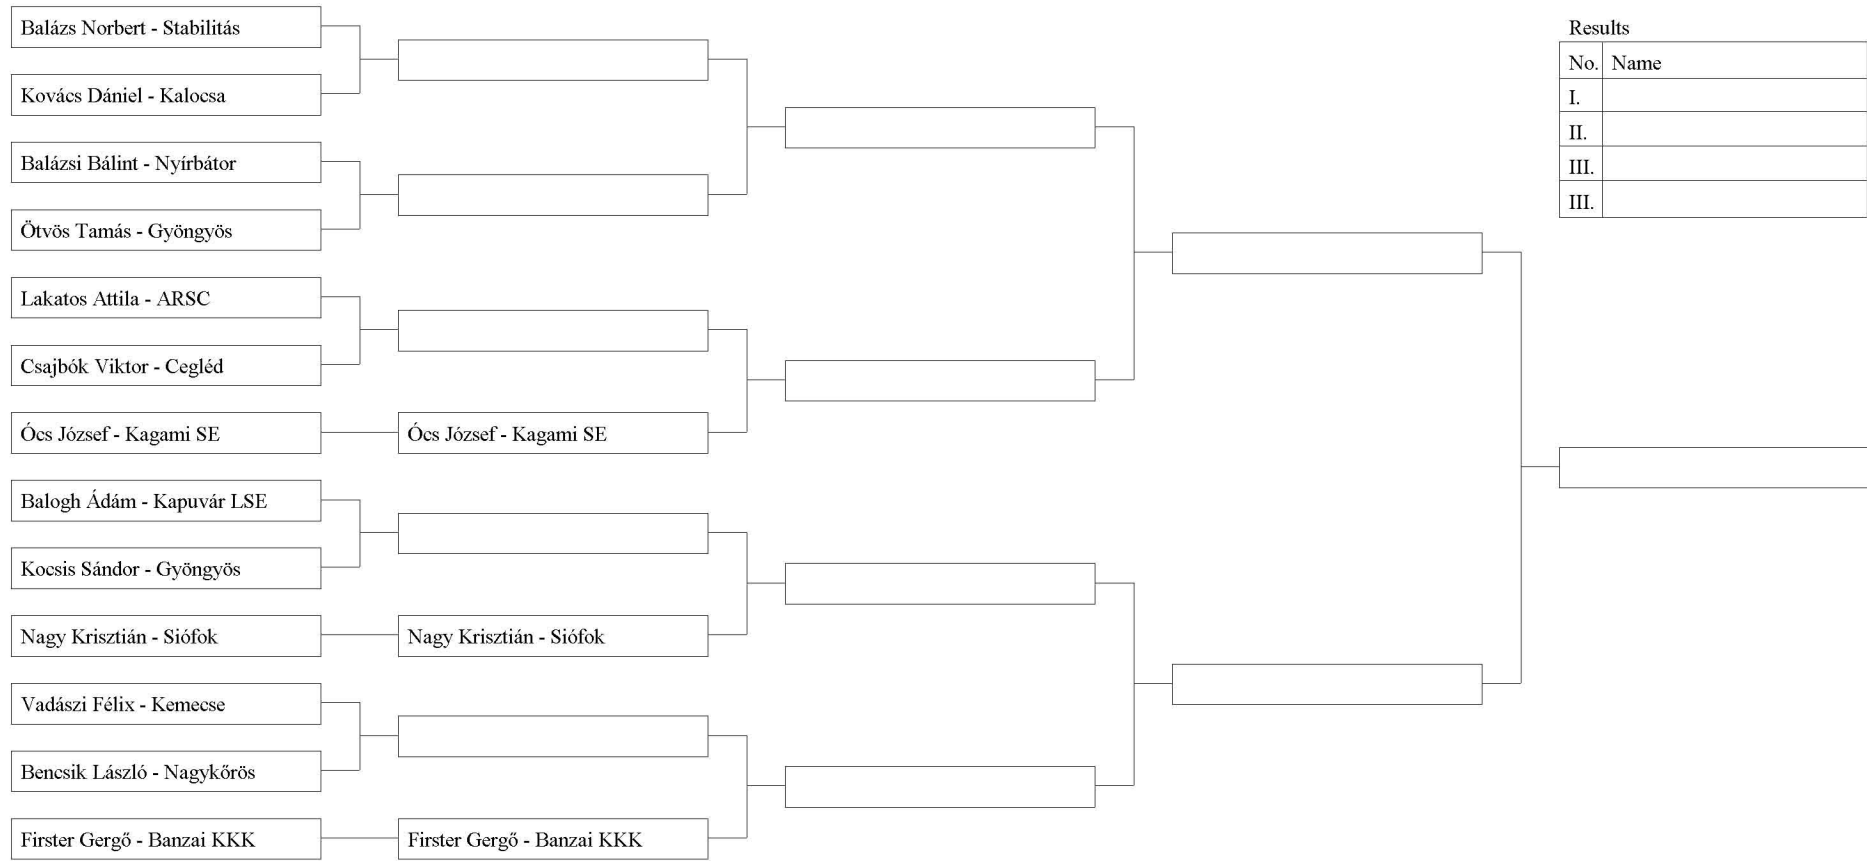 Balázs Norbert - Stabilitás
Kovács Dániel - Kalocsa
Balázsi Bálint - Nyírbátor
Ötvös Tamás - Gyöngyös
Lakatos Attila - ARSC
Csajbók Viktor - Cegléd
Ócs József - Kagami SE
Ócs József - Kagami SE
Balogh Ádám - Kapuvár LSE
Kocsis Sándor - Gyöngyös
Nagy Krisztián - Siófok
Nagy Krisztián - Siófok
Vadászi Félix - Kemecse
Bencsik László - Nagykőrös
Firster Gergő - Banzai KKK
Firster Gergő - Banzai KKK
Results
No. Name
I.
II.
III.
III.